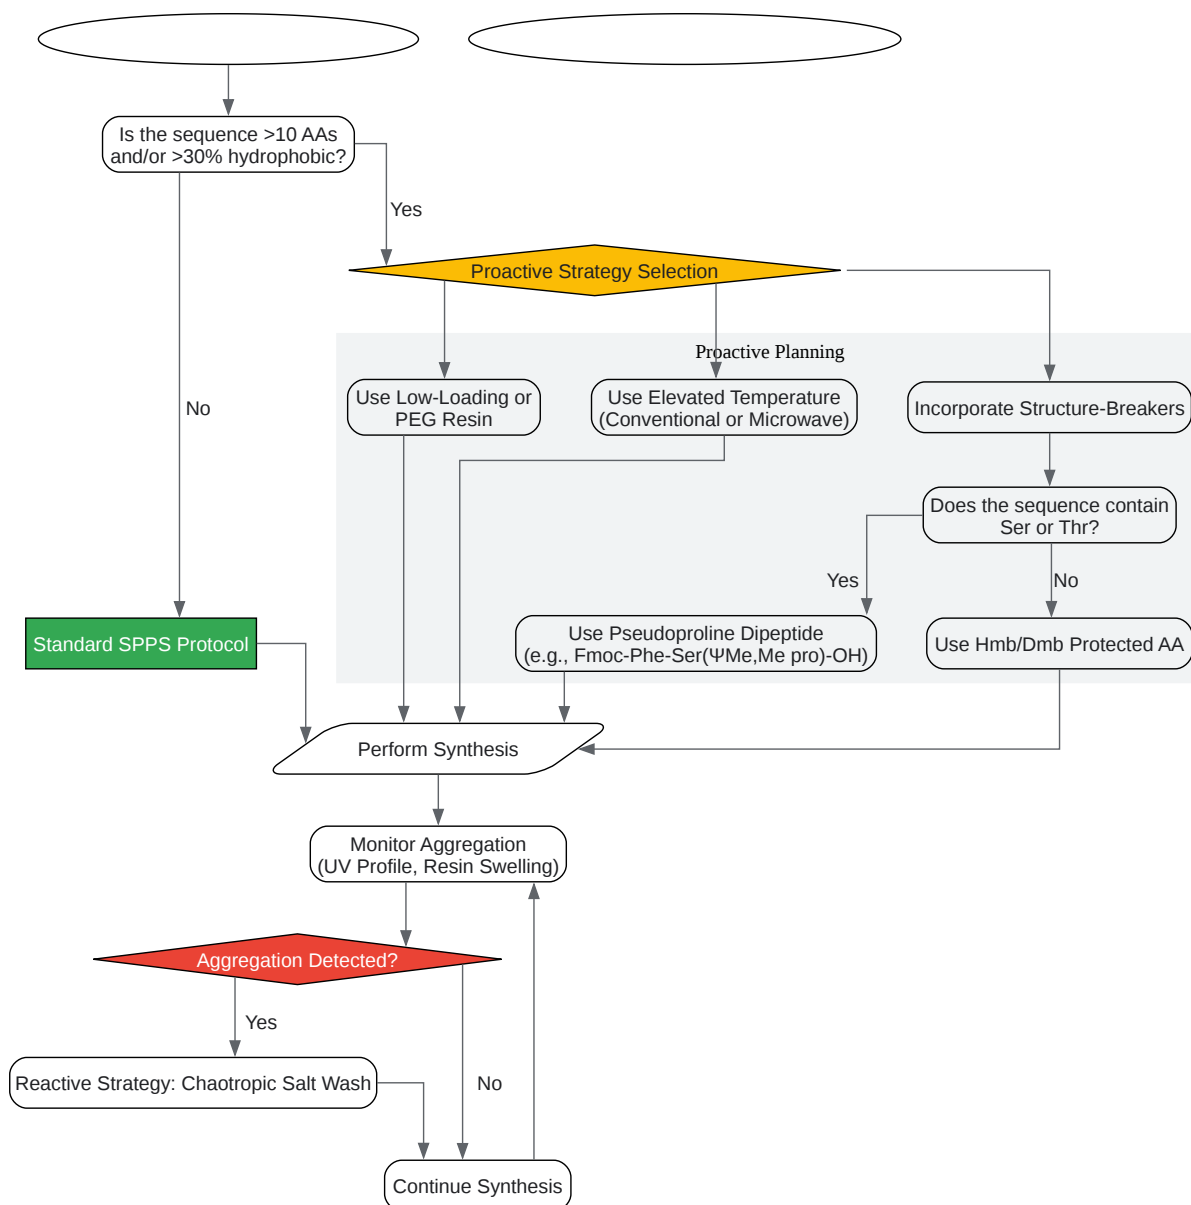 Is the sequence >10 AAs
and/or >30% hydrophobic?
Yes
Proactive Strategy Selection
Proactive Planning
Use Low-Loading or
PEG Resin
Use Elevated Temperature
(Conventional or Microwave)
Incorporate Structure-Breakers
No
Does the sequence contain
Ser or Thr?
Yes
No
Standard SPPS Protocol
Use Pseudoproline Dipeptide
(e.g., Fmoc-Phe-Ser(ΨMe,Me pro)-OH)
Use Hmb/Dmb Protected AA
Perform Synthesis
Monitor Aggregation
(UV Profile, Resin Swelling)
Aggregation Detected?
Yes
Reactive Strategy: Chaotropic Salt Wash
No
Continue Synthesis